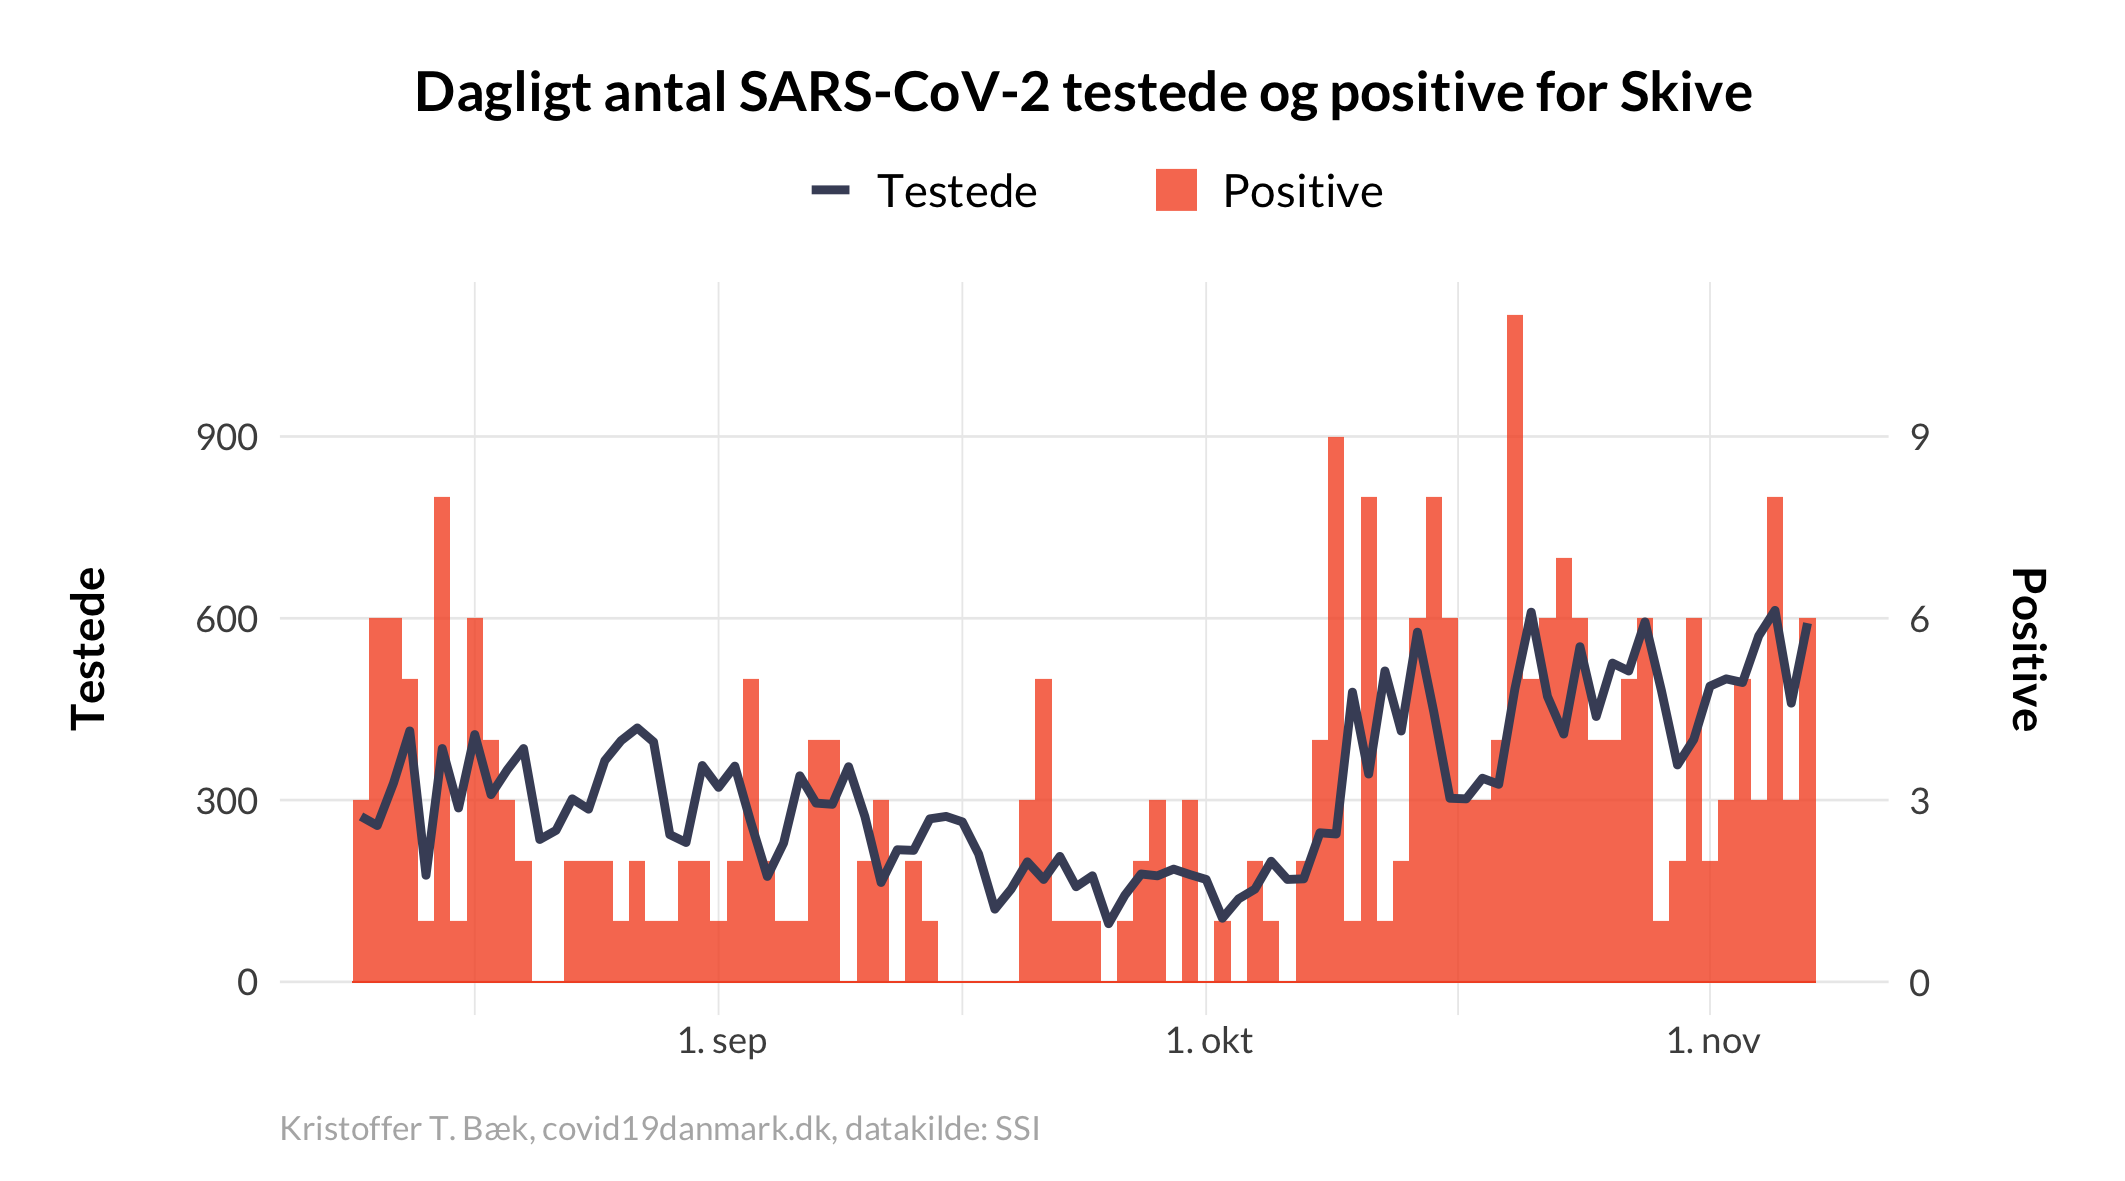 Dagligt antal SARS-CoV-2 testede og positive for Skive
Testede
Positive
900
600
300
0
Testede
9
6
3
0
Positive
1. sep
1. okt
1. nov
Kristoffer T. Bæk, covid19danmark.dk, datakilde: SSI